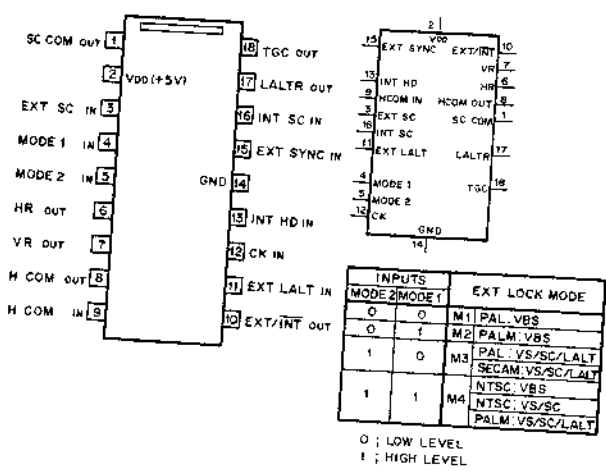 SC COM OUT 1
2 VDD (+5V)
EXT SC IN 3
MODE 1 IN 4
MODE 2 IN 5
HR OUT 6
VR OUT 7
H COM OUT 8
H COM IN 9
18 TGC OUT
17 LALTR OUT
16 INT SC IN
15 EXT SYNC IN
GND 14
13 INT HD IN
12 CK IN
11 EXT LALT IN
10 EXT/INT OUT
2
VDD
15 EXT SYNC
13 INT HD
9 HCOM IN
3 EXT SC
16 INT SC
11 EXT LALT
4 MODE 1
5 MODE 2
12 CK
EXT/INT 10
VR 7
HR 6
HCOM OUT 8
SC COM 1
LALTR 17
TGC 18
GND
14
INPUTS EXT LOCK MODE
MODE 2 MODE 1
0 0 M1 PAL: VBS
0 1 M2 PALM: VBS
1 0 M3 PAL: VS/SC/LALT
SECAM: VS/SC/LALT
1 1 M4 NTSC: VBS
NTSC: VS/SC
PALM: VS/SC/LALT
0 ; LOW LEVEL
1 ; HIGH LEVEL